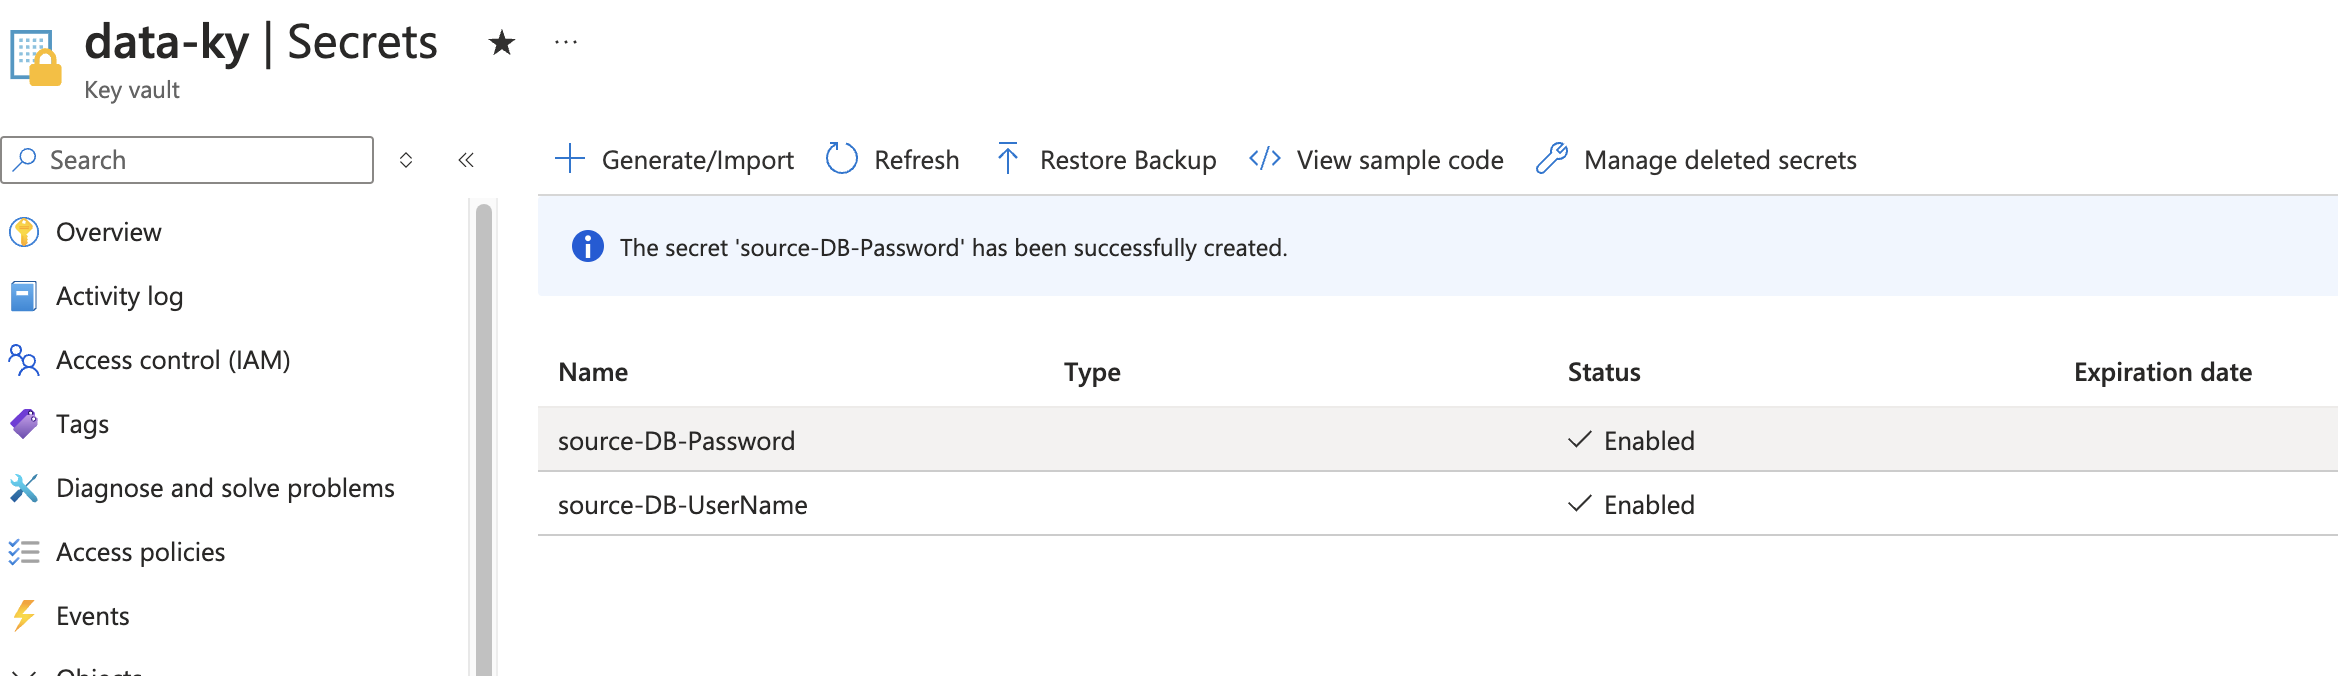 data-ky | Secrets ★ ...
Key vault
Search
Generate/Import Refresh Restore Backup View sample code Manage deleted secrets
Overview
Activity log
Access control (IAM)
Tags
Diagnose and solve problems
Access policies
Events
Objects
The secret 'source-DB-Password' has been successfully created.
Name Type Status Expiration date
source-DB-Password Enabled
source-DB-UserName Enabled